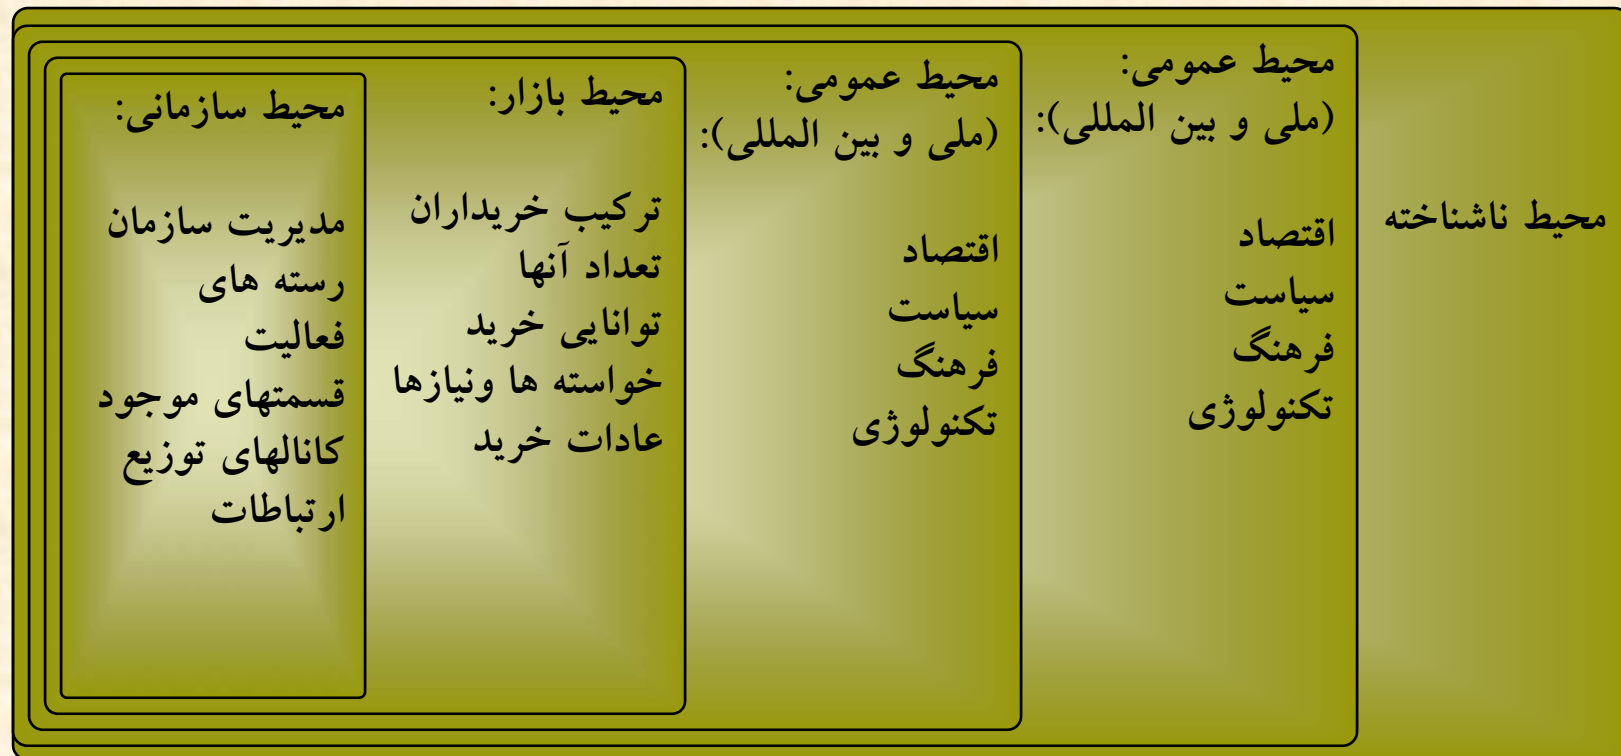 محیط ناشناخته
محیط عمومی:
(ملی و بین المللی):
اقتصاد
سیاست
فرهنگ
تکنولوژی
محیط عمومی:
(ملی و بین المللی):
اقتصاد
سیاست
فرهنگ
تکنولوژی
محیط بازار:
ترکیب خریداران
تعداد آنها
توانایی خرید
خواسته ها ونیازها
عادات خرید
محیط سازمانی:
مدیریت سازمان
رسته های
فعالیت
قسمتهای موجود
کانالهای توزیع
ارتباطات